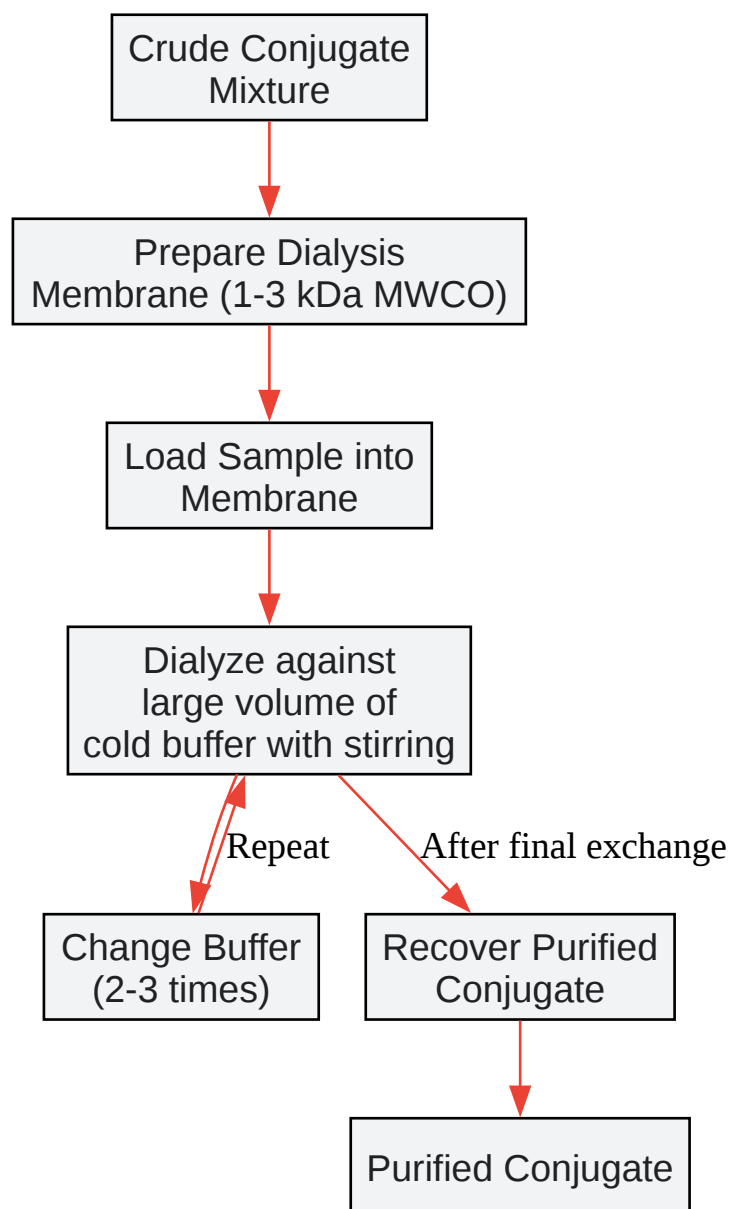 Crude Conjugate
Mixture
Prepare Dialysis
Membrane (1-3 kDa MWCO)
Load Sample into
Membrane
Dialyze against
large volume of
cold buffer with stirring
Repeat
After final exchange
Change Buffer
(2-3 times)
Recover Purified
Conjugate
Purified Conjugate